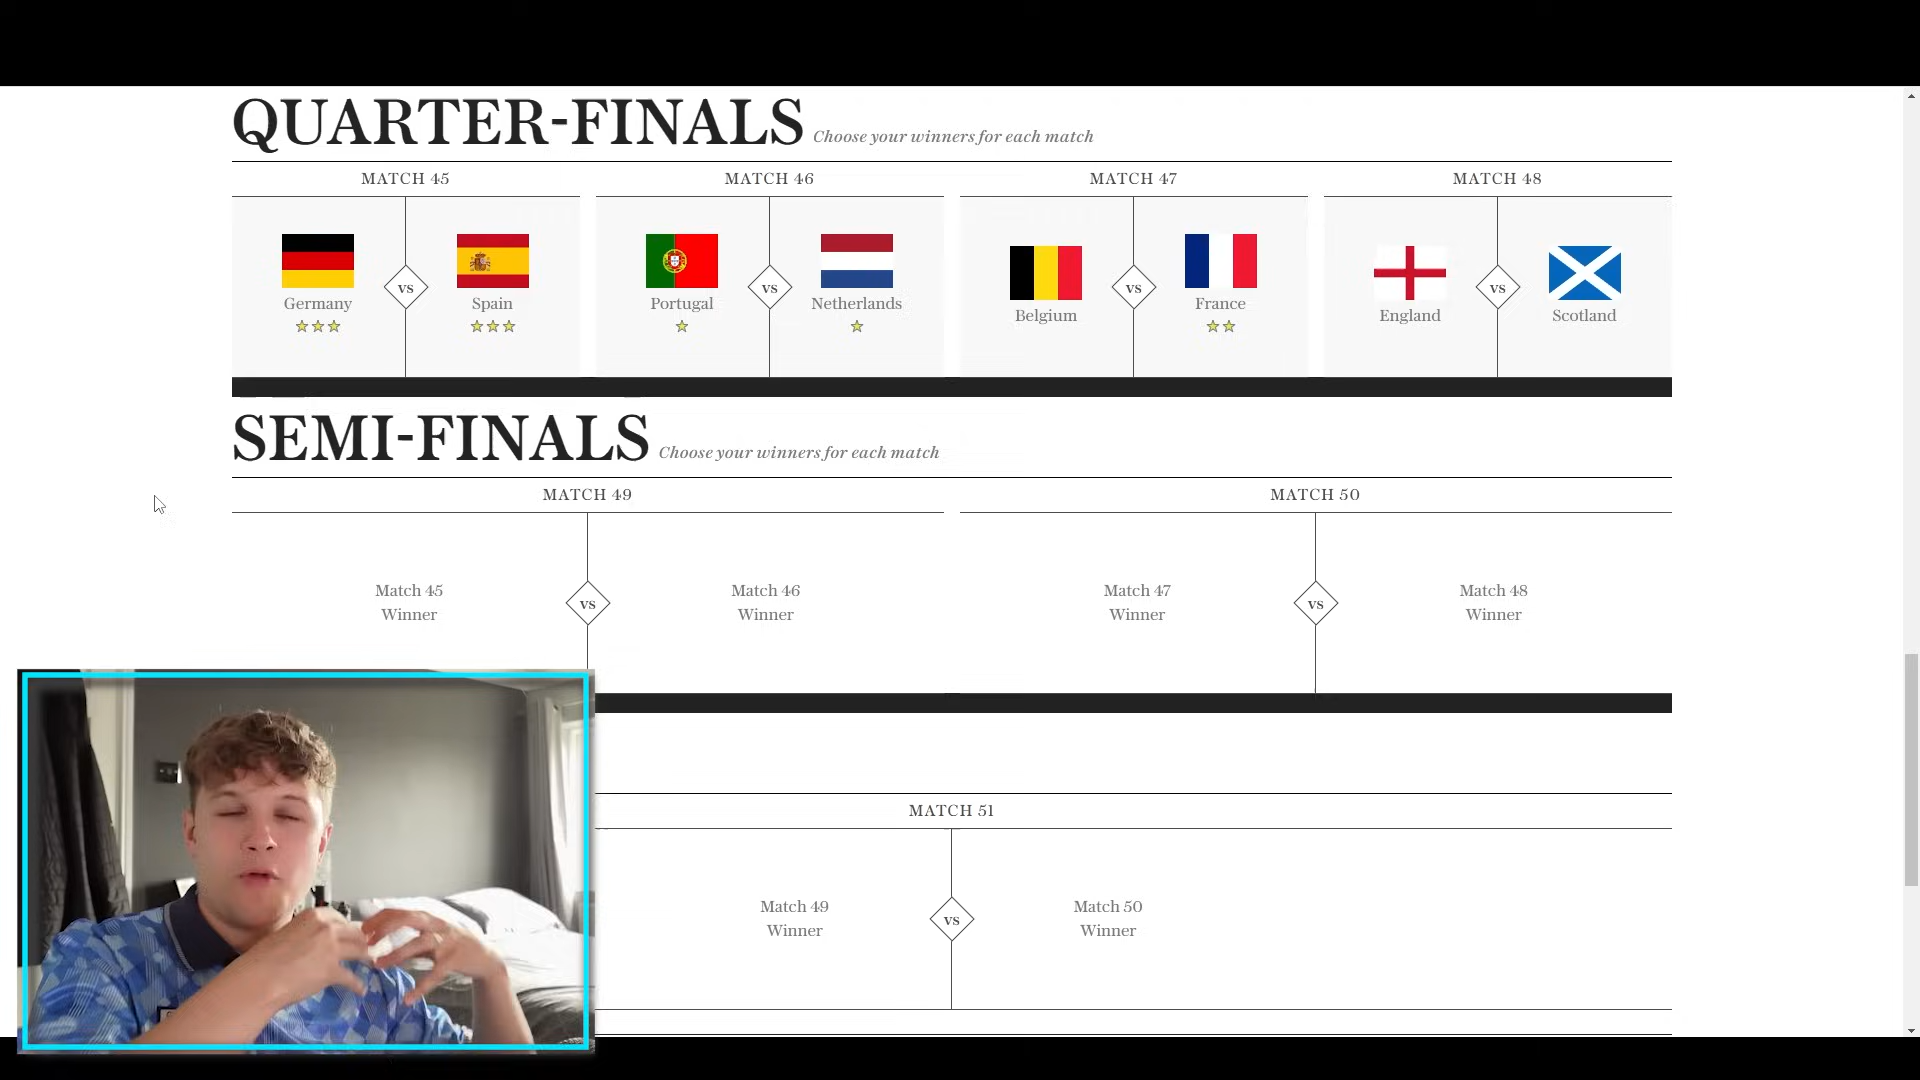 QUARTER-FINALS Choose your winners for each match
MATCH 45
MATCH 46
MATCH 47
MATCH 48
Germany
vs
Spain
Portugal
vs
Netherlands
Belgium
vs
France
England
vs
Scotland
SEMI-FINALS Choose your winners for each match
MATCH 49
MATCH 50
Match 45
Winner
vs
Match 46
Winner
Match 47
Winner
vs
Match 48
Winner
MATCH 51
Match 49
Winner
vs
Match 50
Winner